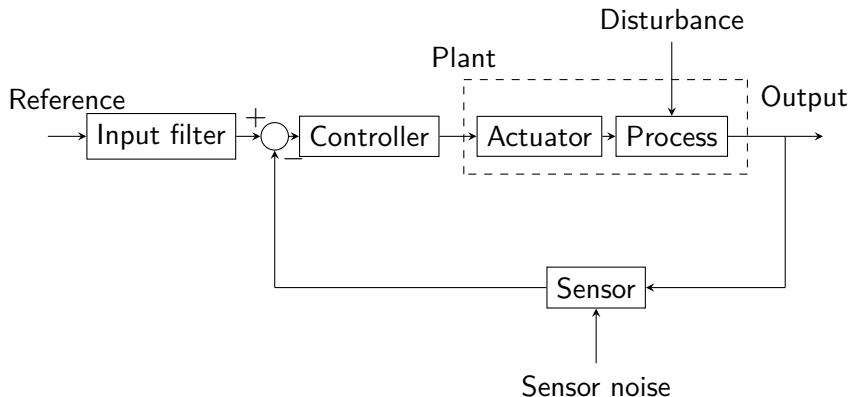 Disturbance
Plant
Reference
Output
+
Input filter
Controller
Actuator
Process
−
Sensor
Sensor noise